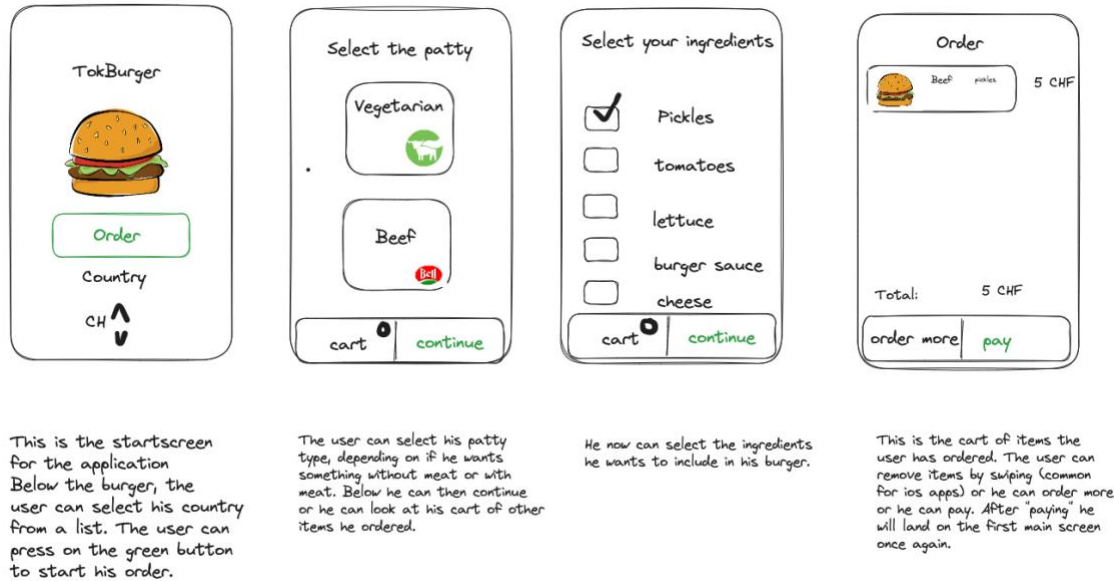 TokBurger
Order
Country
CH
Select the patty
Vegetarian
Beef
Bell
cart
continue
Select your ingredients
Pickles
tomatoes
lettuce
burger sauce
cheese
cart
continue
Order
Beef pickles 5 CHF
Total: 5 CHF
order more pay
This is the startscreen
for the application
Below the burger, the
user can select his country
from a list. The user can
press on the green button
to start his order.
The user can select his patty
type, depending on if he wants
something without meat or with
meat. Below he can then continue
or he can look at his cart of other
items he ordered.
He now can select the ingredients
he wants to include in his burger.
This is the cart of items the
user has ordered. The user can
remove items by swiping (common
for ios apps) or he can order more
or he can pay. After "paying" he
will land on the first main screen
once again.